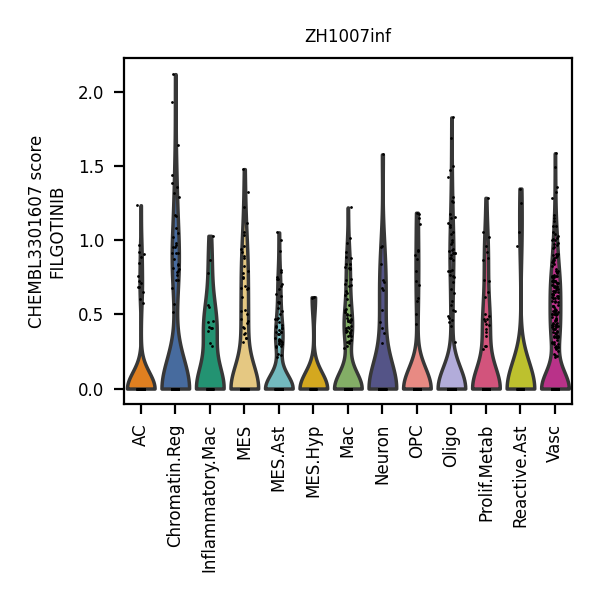 ZH1007inf
CHEMBL3301607 score
FILGOTINIB
2.0
1.5
1.0
0.5
0.0
AC
Chromatin.Reg
Inflammatory.Mac
MES
MES.Ast
MES.Hyp
Mac
Neuron
OPC
Oligo
Prolif.Metab
Reactive.Ast
Vasc